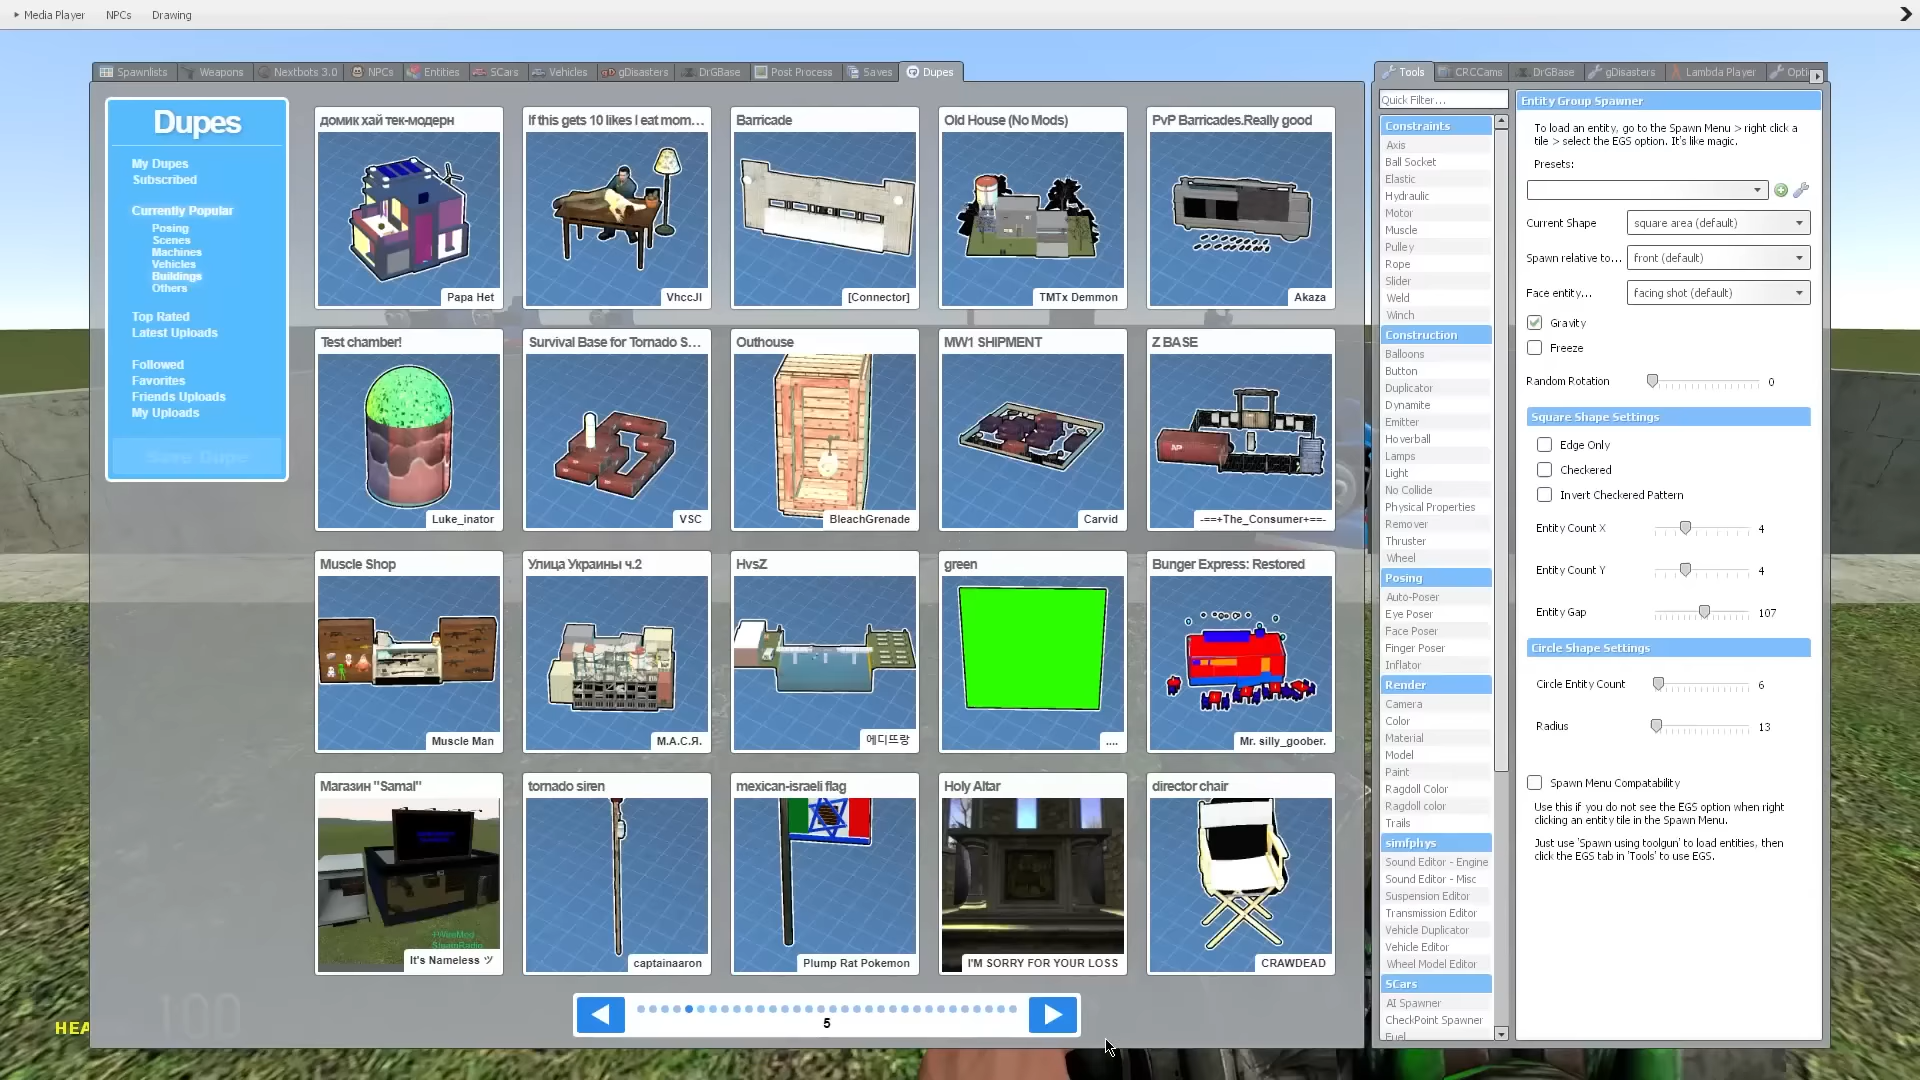 Media Player NPCs Drawing
Spawnlists Weapons Nextbots 3.0 NPCs Entities SCars Vehicles gDisasters DrGBase Post Process Saves Dupes
Dupes
My Dupes
Subscribed
Currently Popular
Posing
Scenes
Machines
Vehicles
Buildings
Others
Top Rated
Latest Uploads
Followed
Favorites
Friends Uploads
My Uploads
Save Dupe
домик хай тек-модерн
Papa Het
If this gets 10 likes I eat mom...
VhccJI
Barricade
[Connector]
Old House (No Mods)
TMTx Demmon
PvP Barricades.Really good
Akaza
Test chamber!
Luke_inator
Survival Base for Tornado S...
VSC
Outhouse
BleachGrenade
MW1 SHIPMENT
Carvid
Z BASE
-==+The_Consumer+==-
Muscle Shop
Muscle Man
Улица Украины ч.2
М.А.С.Я.
HvsZ
에디뜨랑
green
....
Bunger Express: Restored
Mr. silly_goober.
Магазин "Samal"
It's Nameless ツ
tornado siren
captainaaron
mexican-israeli flag
Plump Rat Pokemon
Holy Altar
I'M SORRY FOR YOUR LOSS
director chair
CRAWDEAD
5
100
HEA
Tools CRCCams DrGBase gDisasters Lambda Player Opti
Quick Filter...
Constraints
Axis
Ball Socket
Elastic
Hydraulic
Motor
Muscle
Pulley
Rope
Slider
Weld
Winch
Construction
Balloons
Button
Duplicator
Dynamite
Emitter
Hoverball
Lamps
Light
No Collide
Physical Properties
Remover
Thruster
Wheel
Posing
Auto-Poser
Eye Poser
Face Poser
Finger Poser
Inflator
Render
Camera
Color
Material
Model
Paint
Ragdoll Color
Ragdoll color
Trails
simfphys
Sound Editor - Engine
Sound Editor - Misc
Suspension Editor
Transmission Editor
Vehicle Duplicator
Vehicle Editor
Wheel Model Editor
SCars
AI Spawner
CheckPoint Spawner
Fuel
Entity Group Spawner
To load an entity, go to the Spawn Menu > right click a
tile > select the EGS option. It's like magic.
Presets:
Current Shape square area (default)
Spawn relative to... front (default)
Face entity... facing shot (default)
Gravity
Freeze
Random Rotation 0
Square Shape Settings
Edge Only
Checkered
Invert Checkered Pattern
Entity Count X 4
Entity Count Y 4
Entity Gap 107
Circle Shape Settings
Circle Entity Count 6
Radius 13
Spawn Menu Compatability
Use this if you do not see the EGS option when right
clicking an entity tile in the Spawn Menu.
Just use 'Spawn using toolgun' to load entities, then
click the EGS tab in 'Tools' to use EGS.